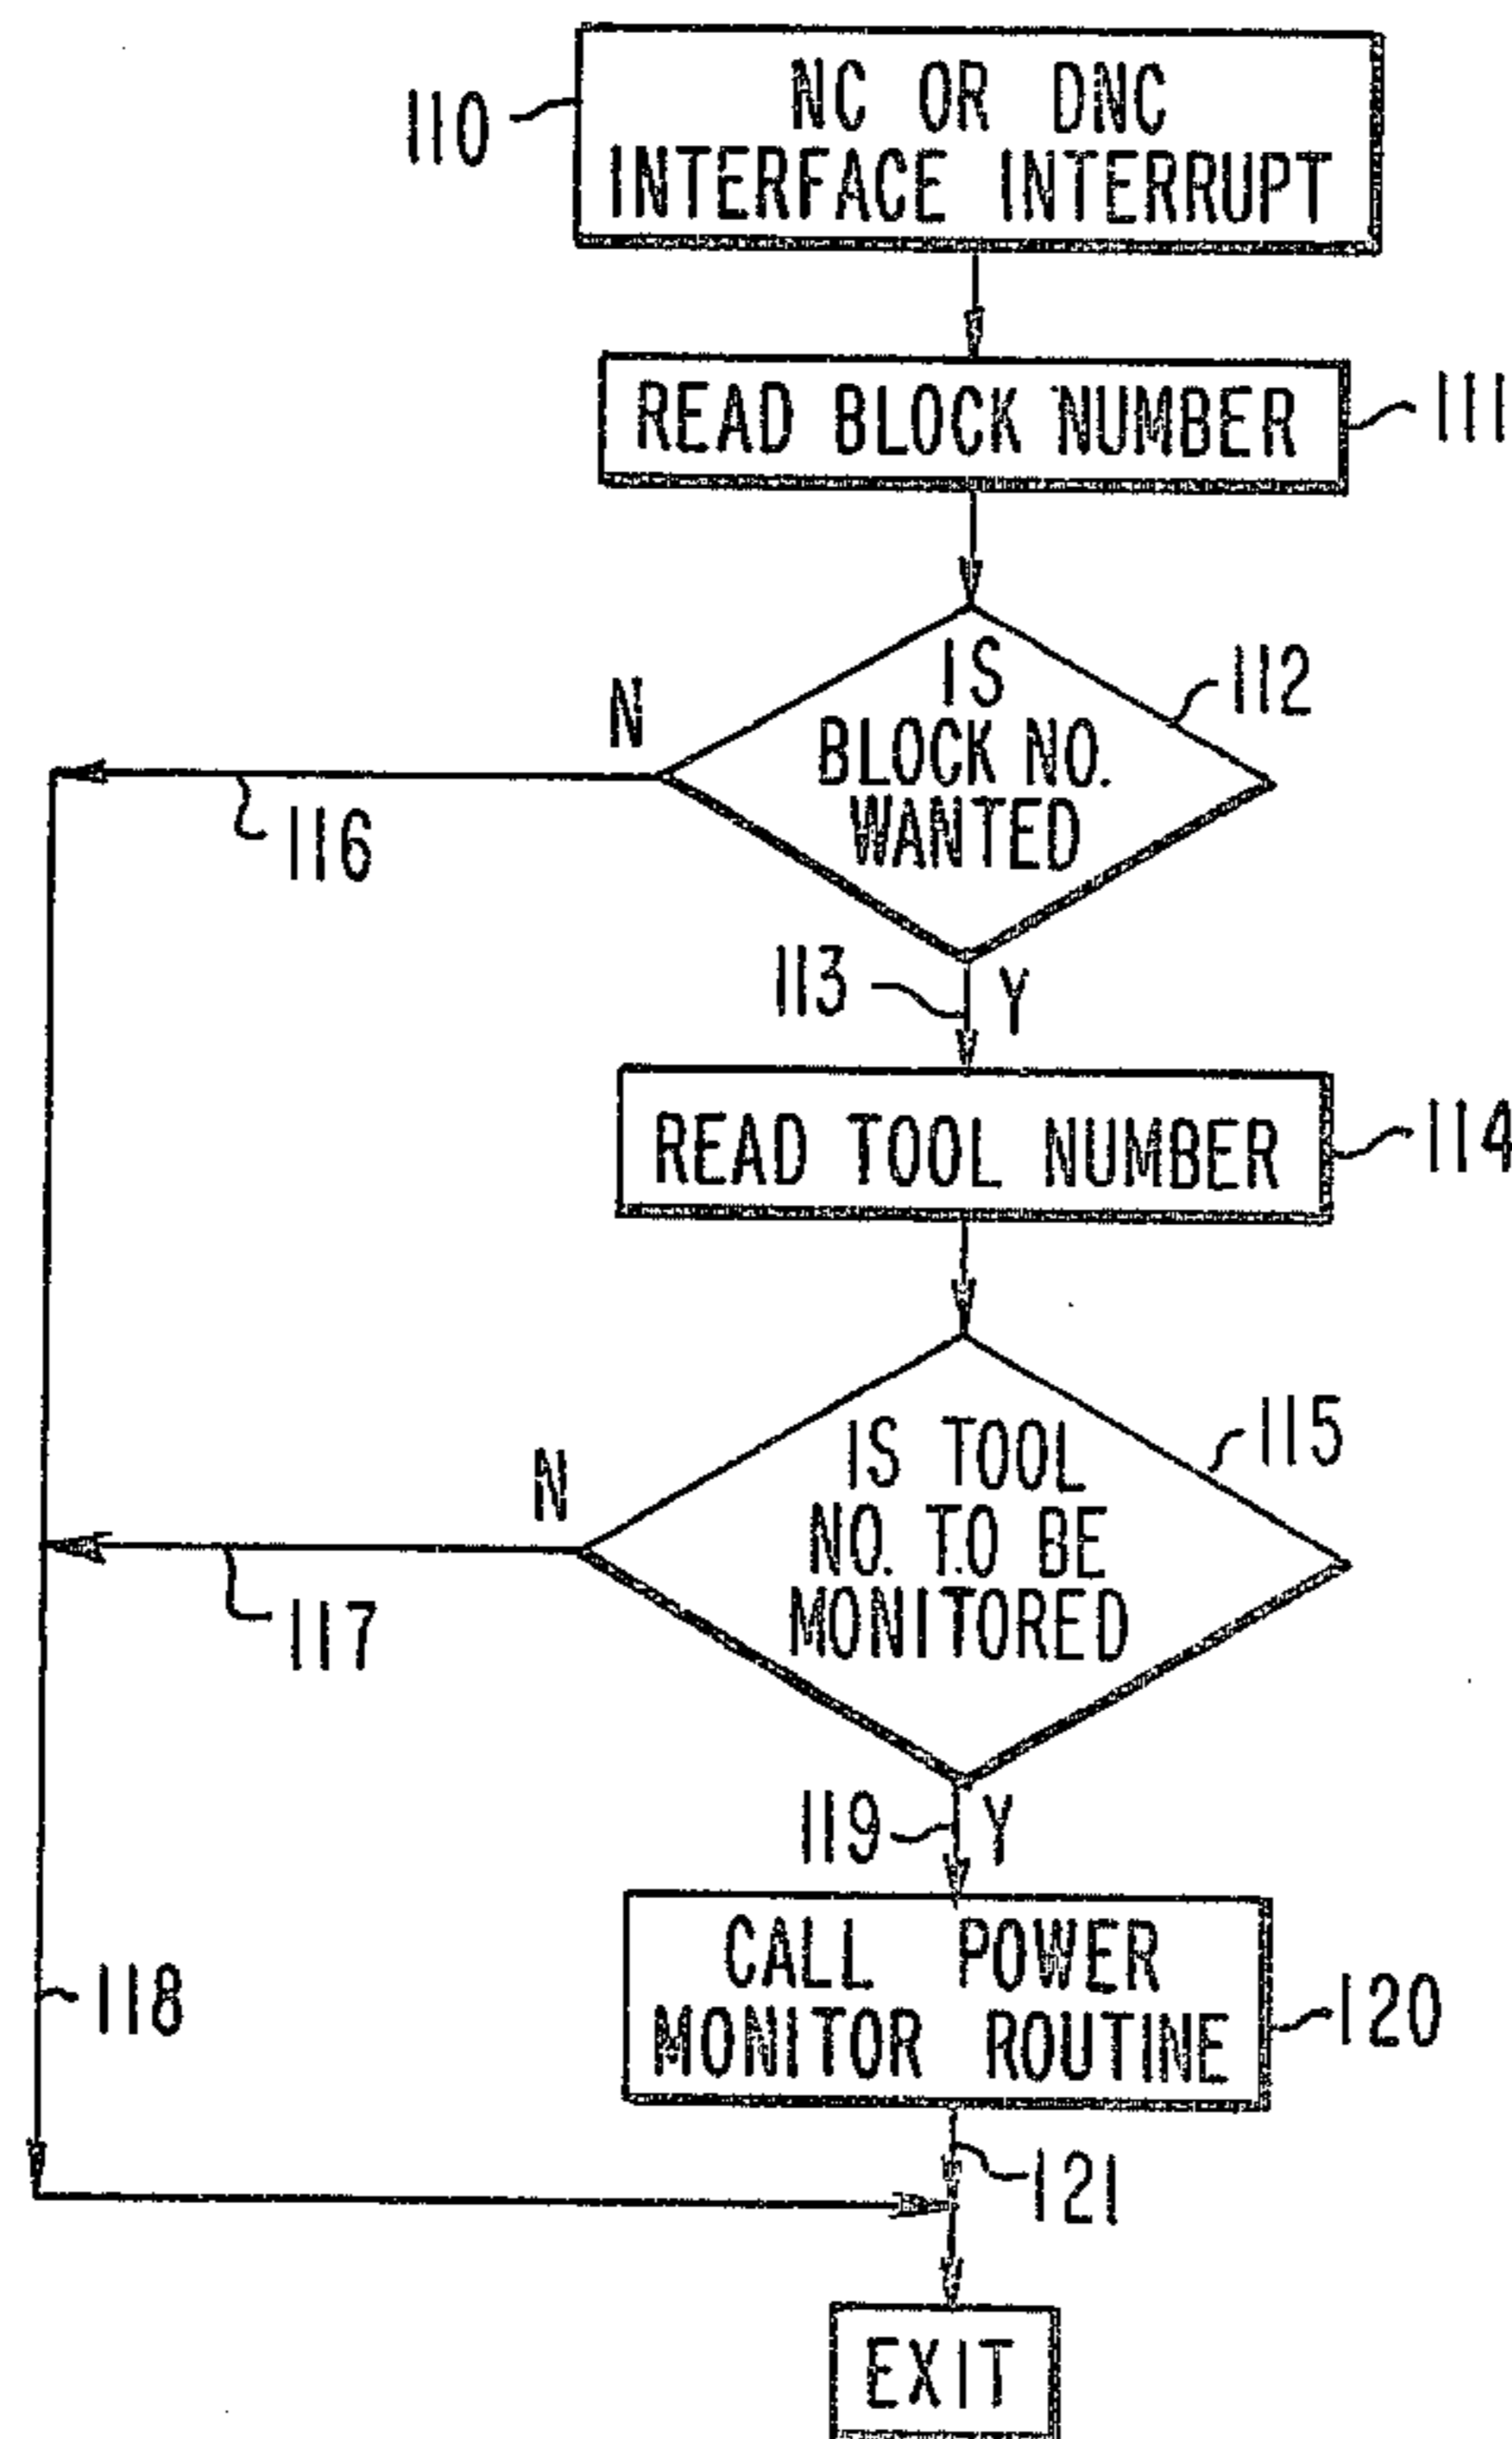 NC OR DNC
INTERFACE INTERRUPT
110
READ BLOCK NUMBER
111
IS
BLOCK NO.
WANTED
112
N
116
113
Y
READ TOOL NUMBER
114
IS TOOL
NO. TO BE
MONITORED
115
N
117
119
Y
CALL POWER
MONITOR ROUTINE
120
118
121
EXIT